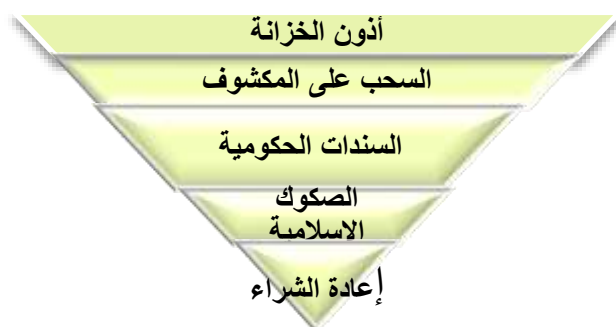 أذون الخزانة
السحب على المكشوف
السندات الحكومية
الصكوك
الاسلامية
إعادة الشراء